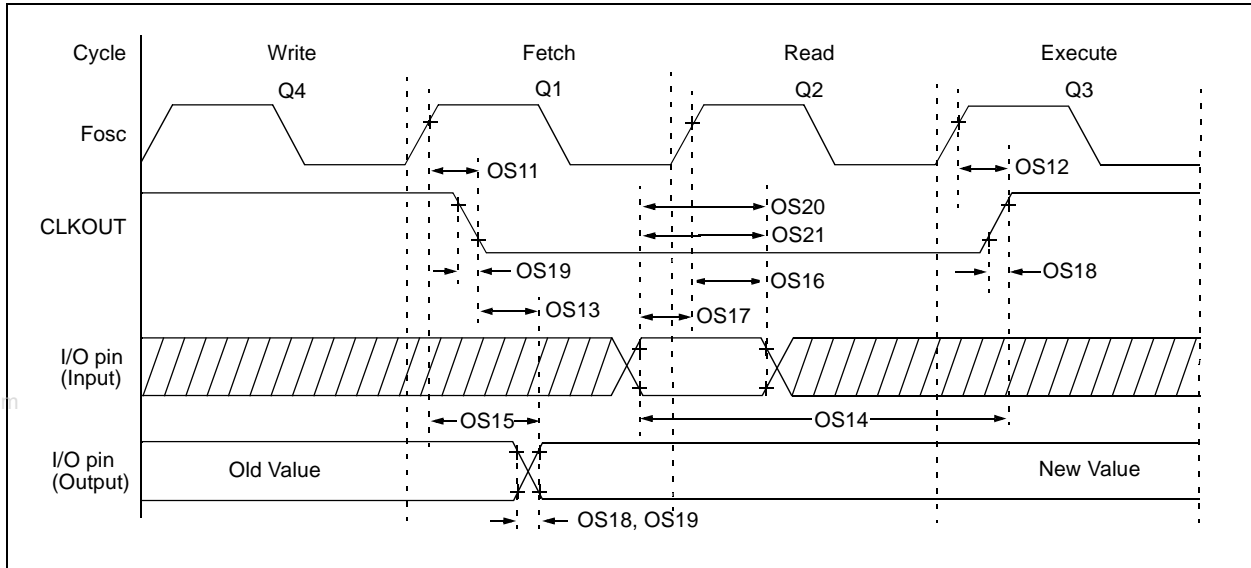 Cycle Write Fetch Read Execute
Q4 Q1 Q2 Q3
Fosc
OS11 OS12
OS20
CLKOUT
OS21
OS19 OS18
OS16
OS13 OS17
I/O pin
(Input)
m
OS15 OS14
I/O pin
(Output)
Old Value New Value
OS18, OS19